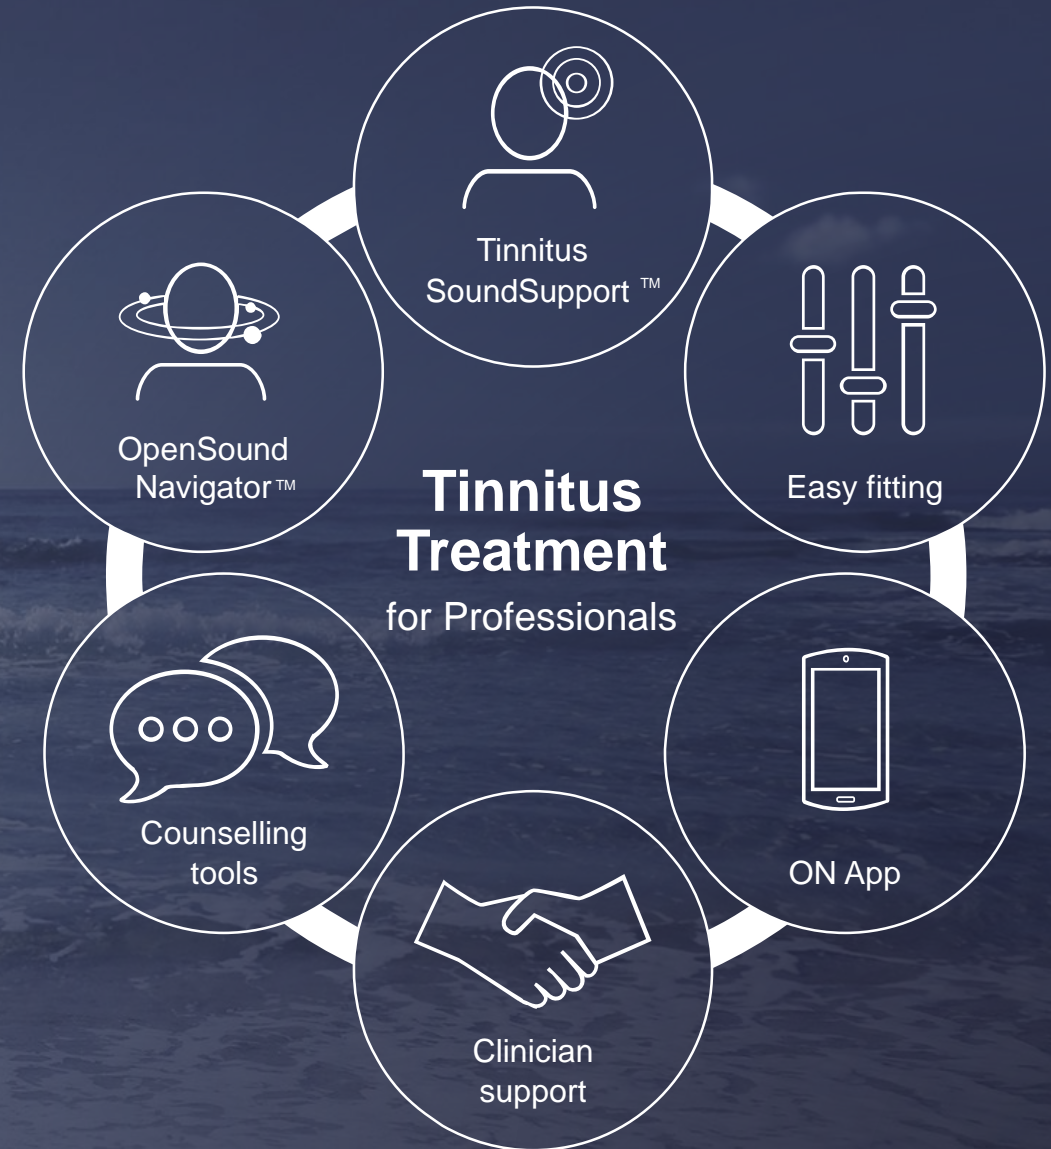 Tinnitus
SoundSupport ™
OpenSound
Navigator™
Easy fitting
Tinnitus
Treatment
for Professionals
Counselling
tools
ON App
Clinician
support